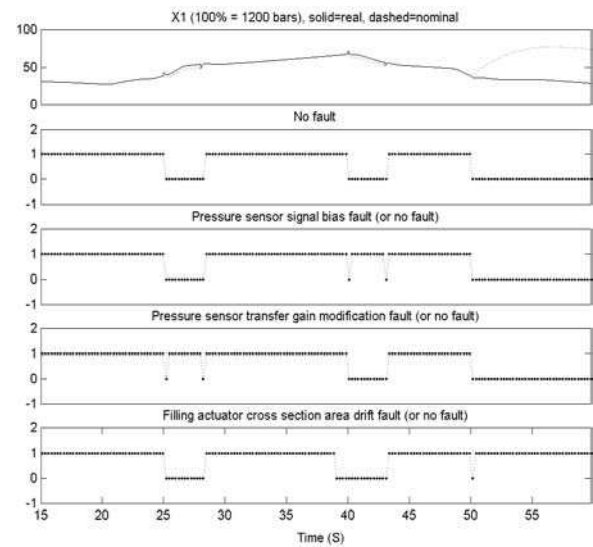 X1 (100% = 1200 bars), solid=real, dashed=nominal
100
50
0
No fault
2
1
0
-1
Pressure sensor signal bias fault (or no fault)
2
1
0
-1
Pressure sensor transfer gain modification fault (or no fault)
2
1
0
-1
Filling actuator cross section area drift fault (or no fault)
2
1
0
-1
15 20 25 30 35 40 45 50 55
Time (S)